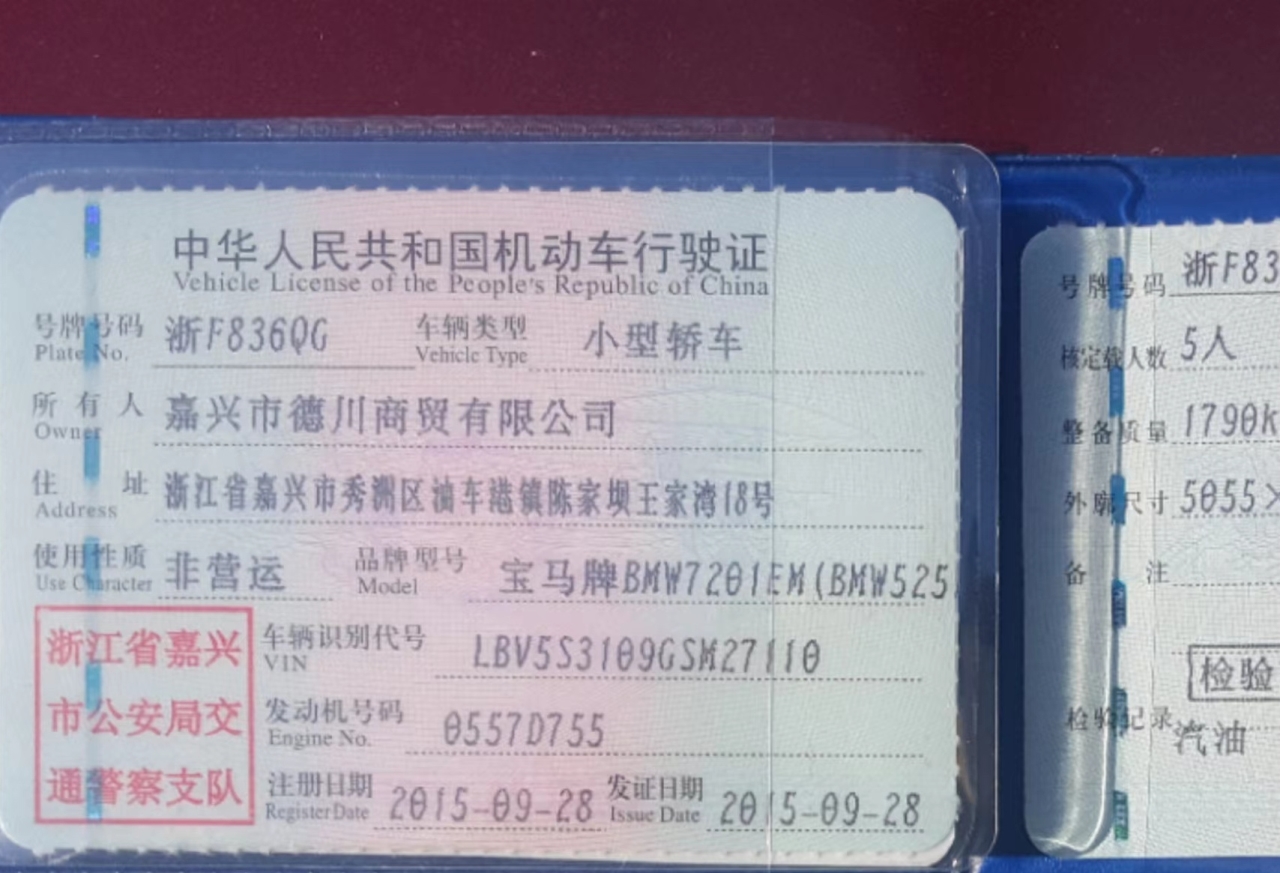 中华人民共和国机动车行驶证
Vehicle License of the People's Republic of China
号牌号码 浙F836QG 车辆类型 小型轿车
Plate No. Vehicle Type
所有人 嘉兴市德川商贸有限公司
Owner
住址 浙江省嘉兴市秀洲区油车港镇陈家坝王家湾18号
Address
使用性质 非营运 品牌型号 宝马牌BMW7201EM(BMW525
Use Character Model
浙江省嘉兴
市公安局交
通警察支队
车辆识别代号 LBV5S3109GSM27110
VIN
发动机号码 0557D755
Engine No.
注册日期 2015-09-28 发证日期 2015-09-28
Register Date Issue Date
号牌号码 浙F83
核定载人数 5人
整备质量 1790k
外廓尺寸 5055×
备注
检验
检验记录
汽油